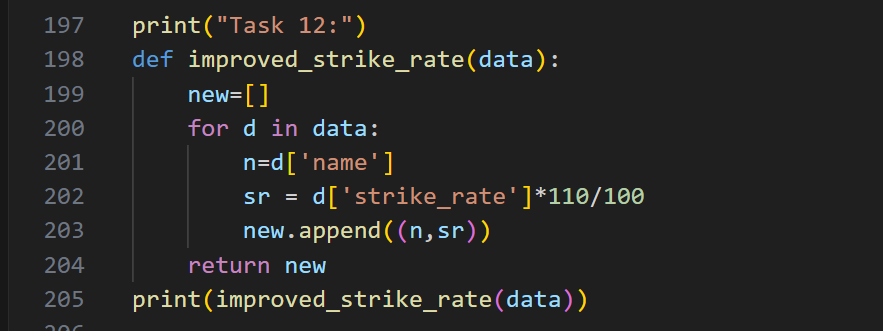 197 print("Task 12:")
198 def improved_strike_rate(data):
199     new=[]
200     for d in data:
201         n=d['name']
202         sr = d['strike_rate']*110/100
203         new.append((n,sr))
204     return new
205 print(improved_strike_rate(data))